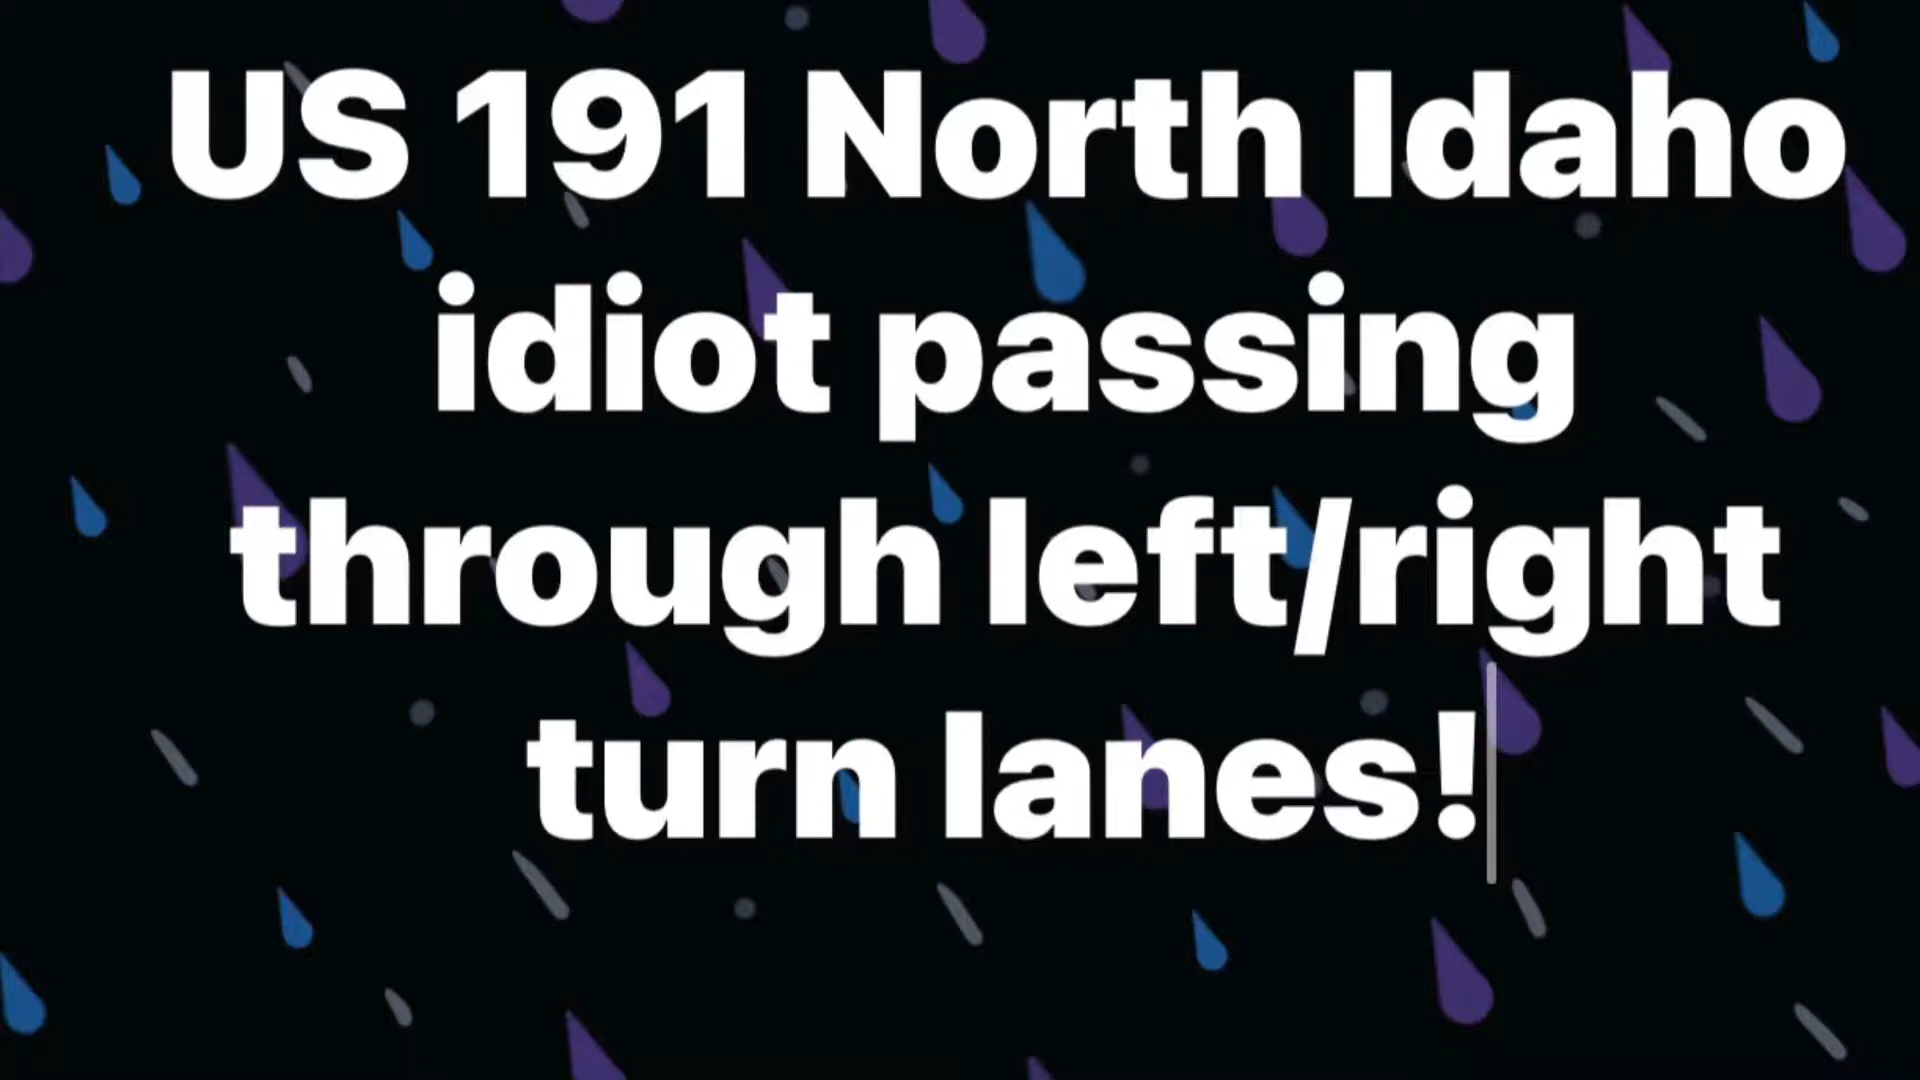 US 191 North Idaho
idiot passing
through left/right
turn lanes!